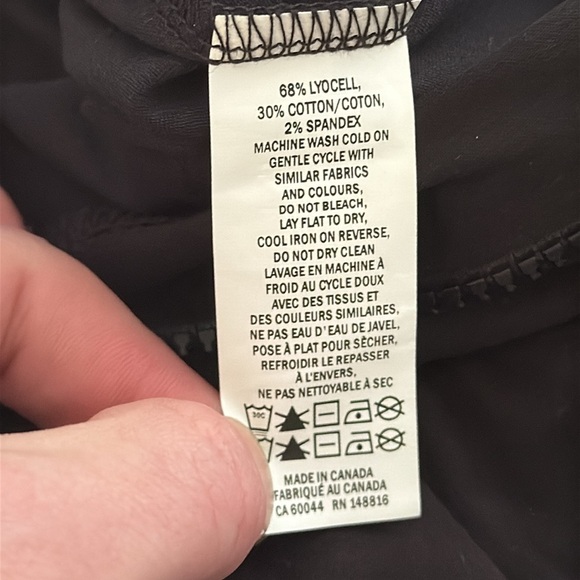 68% LYOCELL,
30% COTTON/COTON,
2% SPANDEX
MACHINE WASH COLD ON
GENTLE CYCLE WITH
SIMILAR FABRICS
AND COLOURS,
DO NOT BLEACH,
LAY FLAT TO DRY,
COOL IRON ON REVERSE,
DO NOT DRY CLEAN
LAVAGE EN MACHINE À
FROID AU CYCLE DOUX
AVEC DES TISSUS ET
DES COULEURS SIMILAIRES,
NE PAS EAU D'EAU DE JAVEL,
POSE À PLAT POUR SÈCHER,
REFROIDIR LE REPASSER
À L'ENVERS,
NE PAS NETTOYABLE À SEC
30C
MADE IN CANADA
FABRIQUÉ AU CANADA
CA 60044 RN 148816